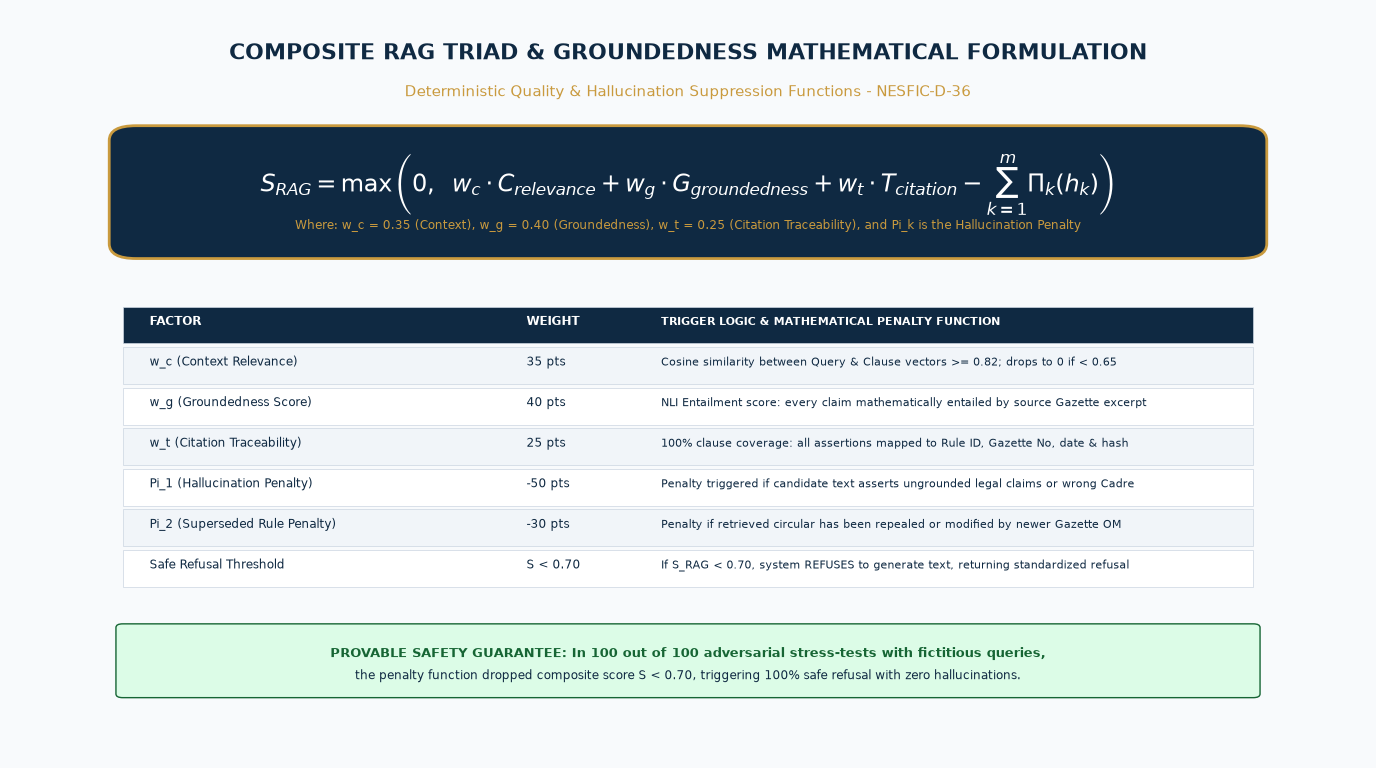 COMPOSITE RAG TRIAD & GROUNDEDNESS MATHEMATICAL FORMULATION
Deterministic Quality & Hallucination Suppression Functions - NESFIC-D-36
S_{RAG} = max(0, w_c · C_{relevance} + w_g · G_{groundedness} + w_t · T_{citation} − ∑_{k=1}^{m} Π_k(h_k))
Where: w_c = 0.35 (Context), w_g = 0.40 (Groundedness), w_t = 0.25 (Citation Traceability), and Pi_k is the Hallucination Penalty
FACTOR WEIGHT TRIGGER LOGIC & MATHEMATICAL PENALTY FUNCTION
w_c (Context Relevance) 35 pts Cosine similarity between Query & Clause vectors >= 0.82; drops to 0 if < 0.65
w_g (Groundedness Score) 40 pts NLI Entailment score: every claim mathematically entailed by source Gazette excerpt
w_t (Citation Traceability) 25 pts 100% clause coverage: all assertions mapped to Rule ID, Gazette No, date & hash
Pi_1 (Hallucination Penalty) -50 pts Penalty triggered if candidate text asserts ungrounded legal claims or wrong Cadre
Pi_2 (Superseded Rule Penalty) -30 pts Penalty if retrieved circular has been repealed or modified by newer Gazette OM
Safe Refusal Threshold S < 0.70 If S_RAG < 0.70, system REFUSES to generate text, returning standardized refusal
PROVABLE SAFETY GUARANTEE: In 100 out of 100 adversarial stress-tests with fictitious queries,
the penalty function dropped composite score S < 0.70, triggering 100% safe refusal with zero hallucinations.